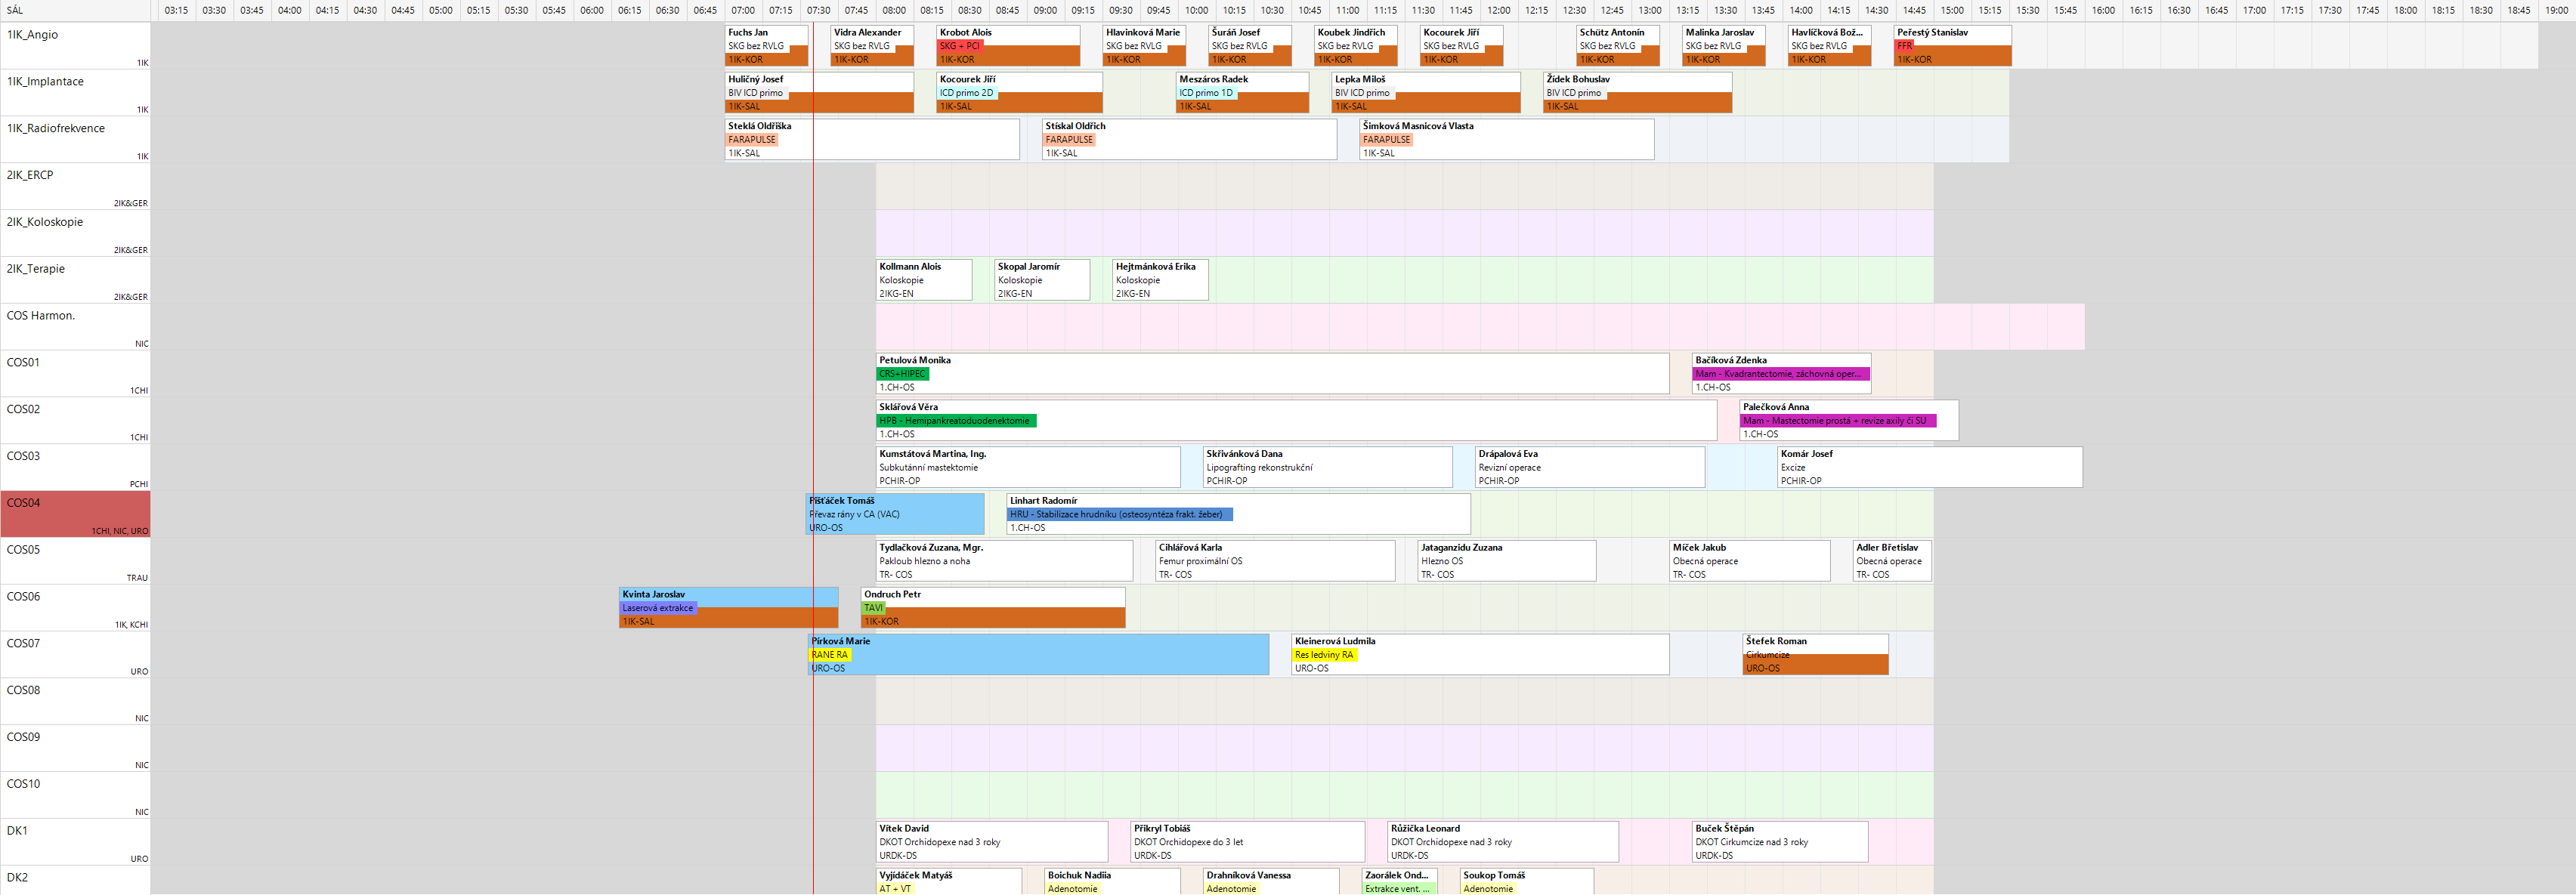 SÁL 03:15 03:30 03:45 04:00 04:15 04:30 04:45 05:00 05:15 05:30 05:45 06:00 06:15 06:30 06:45 07:00 07:15 07:30 07:45 08:00 08:15 08:30 08:45 09:00 09:15 09:30 09:45 10:00 10:15 10:30 10:45 11:00 11:15 11:30 11:45 12:00 12:15 12:30 12:45 13:00 13:15 13:30 13:45 14:00 14:15 14:30 14:45 15:00 15:15 15:30 15:45 16:00 16:15 16:30 16:45 17:00 17:15 17:30 17:45 18:00 18:15 18:30 18:45 19:00
1IK_Angio
1IK
Fuchs Jan
SKG bez RVLG
1IK-KOR
Vidra Alexander
SKG bez RVLG
1IK-KOR
Krobot Alois
SKG + PCI
1IK-KOR
Hlavinková Marie
SKG bez RVLG
1IK-KOR
Šuráň Josef
SKG bez RVLG
1IK-KOR
Koubek Jindřich
SKG bez RVLG
1IK-KOR
Kocourek Jiří
SKG bez RVLG
1IK-KOR
Schütz Antonín
SKG bez RVLG
1IK-KOR
Malinka Jaroslav
SKG bez RVLG
1IK-KOR
Havlíčková Bož...
SKG bez RVLG
1IK-KOR
Peřestý Stanislav
FFR
1IK-KOR
1IK_Implantace
1IK
Huličný Josef
BIV ICD primo
1IK-SAL
Kocourek Jiří
ICD primo 2D
1IK-SAL
Meszáros Radek
ICD primo 1D
1IK-SAL
Lepka Miloš
BIV ICD primo
1IK-SAL
Židek Bohuslav
BIV ICD primo
1IK-SAL
1IK_Radiofrekvence
1IK
Steklá Oldřiška
FARAPULSE
1IK-SAL
Stískal Oldřich
FARAPULSE
1IK-SAL
Šimková Masnicová Vlasta
FARAPULSE
1IK-SAL
2IK_ERCP
2IK&GER
2IK_Koloskopie
2IK&GER
2IK_Terapie
2IK&GER
Kollmann Alois
Koloskopie
2IKG-EN
Skopal Jaromír
Koloskopie
2IKG-EN
Hejtmánková Erika
Koloskopie
2IKG-EN
COS Harmon.
NIC
COS01
1CHI
Petulová Monika
CRS+HIPEC
1.CH-OS
Bačíková Zdenka
Mam - Kvadrantectomie, záchovná oper...
1.CH-OS
COS02
1CHI
Sklářová Věra
HPB - Hemipankreatoduodenektomie
1.CH-OS
Palečková Anna
Mam - Mastectomie prostá + revize axily či SU
1.CH-OS
COS03
PCHI
Kumstátová Martina, Ing.
Subkutánní mastektomie
PCHIR-OP
Skřivánková Dana
Lipografting rekonstrukční
PCHIR-OP
Drápalová Eva
Revizní operace
PCHIR-OP
Komár Josef
Excize
PCHIR-OP
COS04
1CHI, NIC, URO
Píšťáček Tomáš
Převaz rány v CA (VAC)
URO-OS
Linhart Radomír
HRU - Stabilizace hrudníku (osteosyntéza frakt. žeber)
1.CH-OS
COS05
TRAU
Tydlačková Zuzana, Mgr.
Pakloub hlezno a noha
TR- COS
Cihlářová Karla
Femur proximální OS
TR- COS
Jataganzidu Zuzana
Hlezno OS
TR- COS
Míček Jakub
Obecná operace
TR- COS
Adler Břetislav
Obecná operace
TR- COS
COS06
1IK, KCHI
Kvinta Jaroslav
Laserová extrakce
1IK-SAL
Ondruch Petr
TAVI
1IK-KOR
COS07
URO
Pírková Marie
RANE RA
URO-OS
Kleinerová Ludmila
Res ledviny RA
URO-OS
Štefek Roman
Cirkumcize
URO-OS
COS08
NIC
COS09
NIC
COS10
NIC
DK1
URO
Vítek David
DKOT Orchidopexe nad 3 roky
URDK-DS
Přikryl Tobiáš
DKOT Orchidopexe do 3 let
URDK-DS
Růžička Leonard
DKOT Orchidopexe nad 3 roky
URDK-DS
Buček Štěpán
DKOT Cirkumcize nad 3 roky
URDK-DS
DK2
Vyjídáček Matyáš
AT + VT
Boichuk Nadiia
Adenotomie
Drahníková Vanessa
Adenotomie
Zaorálek Ond...
Extrakce vent. ...
Soukop Tomáš
Adenotomie